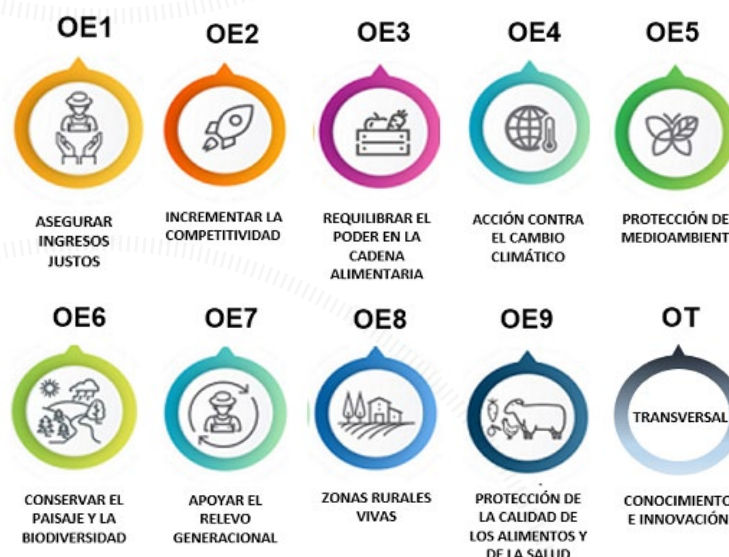 OE1
OE2
OE3
OE4
OE5
ASEGURAR
INGRESOS
JUSTOS
INCREMENTAR LA
COMPETITIVIDAD
REQUILIBRAR EL
PODER EN LA
CADENA
ALIMENTARIA
ACCIÓN CONTRA
EL CAMBIO
CLIMÁTICO
PROTECCIÓN DE
MEDIOAMBIENT
OE6
OE7
OE8
OE9
OT
TRANSVERSAL
CONSERVAR EL
PAISAJE Y LA
BIODIVERSIDAD
APOYAR EL
RELEVO
GENERACIONAL
ZONAS RURALES
VIVAS
PROTECCIÓN DE
LA CALIDAD DE
LOS ALIMENTOS Y
DE LA SALUD
CONOCIMIENTO
E INNOVACIÓN